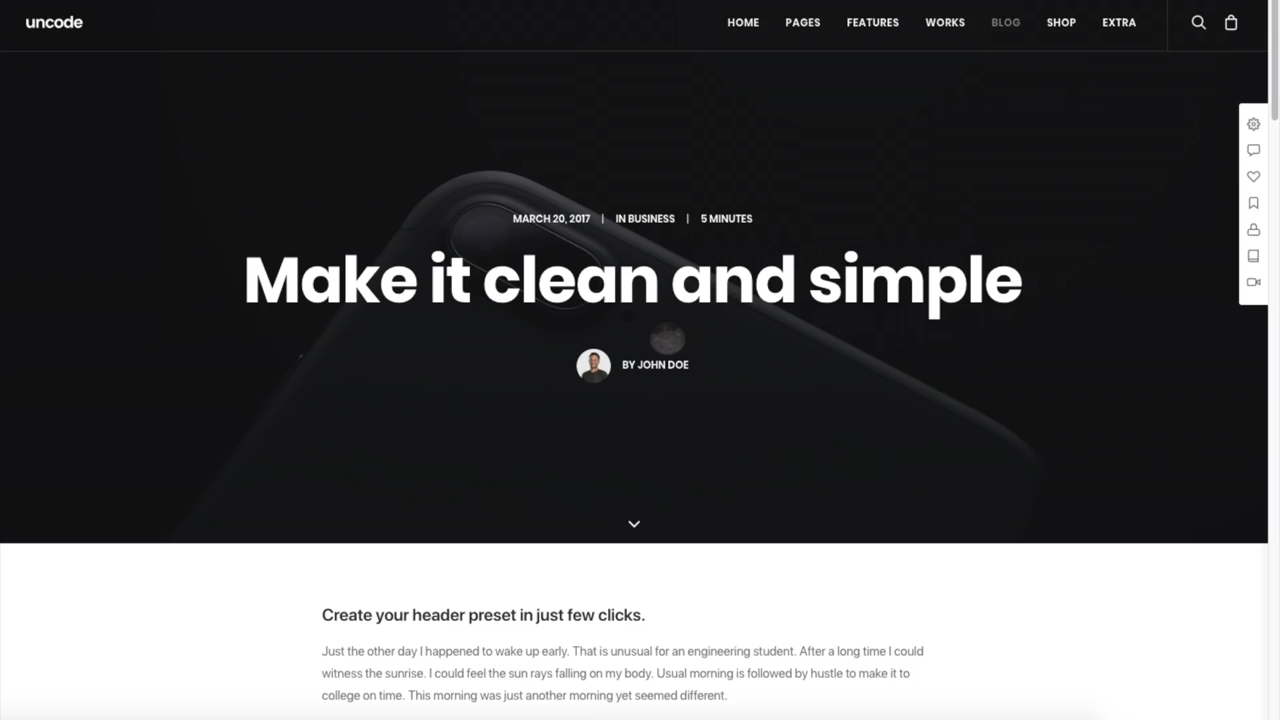 uncode
HOME PAGES FEATURES WORKS BLOG SHOP EXTRA
MARCH 20, 2017 | IN BUSINESS | 5 MINUTES
Make it clean and simple
BY JOHN DOE
Create your header preset in just few clicks.
Just the other day I happened to wake up early. That is unusual for an engineering student. After a long time I could
witness the sunrise. I could feel the sun rays falling on my body. Usual morning is followed by hustle to make it to
college on time. This morning was just another morning yet seemed different.